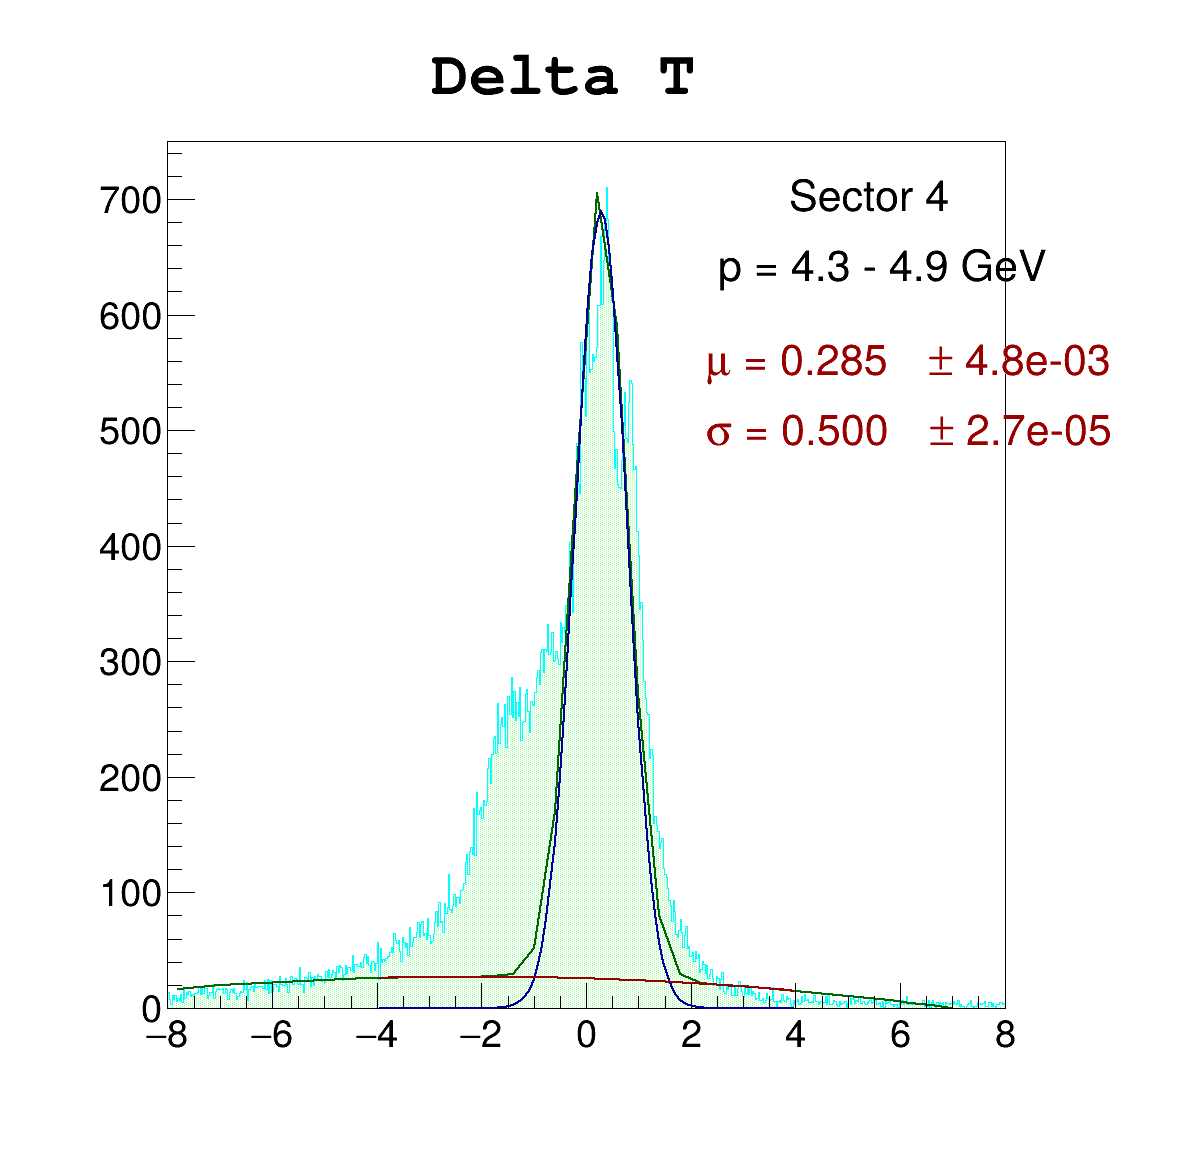 Delta T
Sector 4
p = 4.3 - 4.9 GeV
μ = 0.285 ± 4.8e-03
σ = 0.500 ± 2.7e-05
700
600
500
400
300
200
100
0
−8 −6 −4 −2 0 2 4 6 8